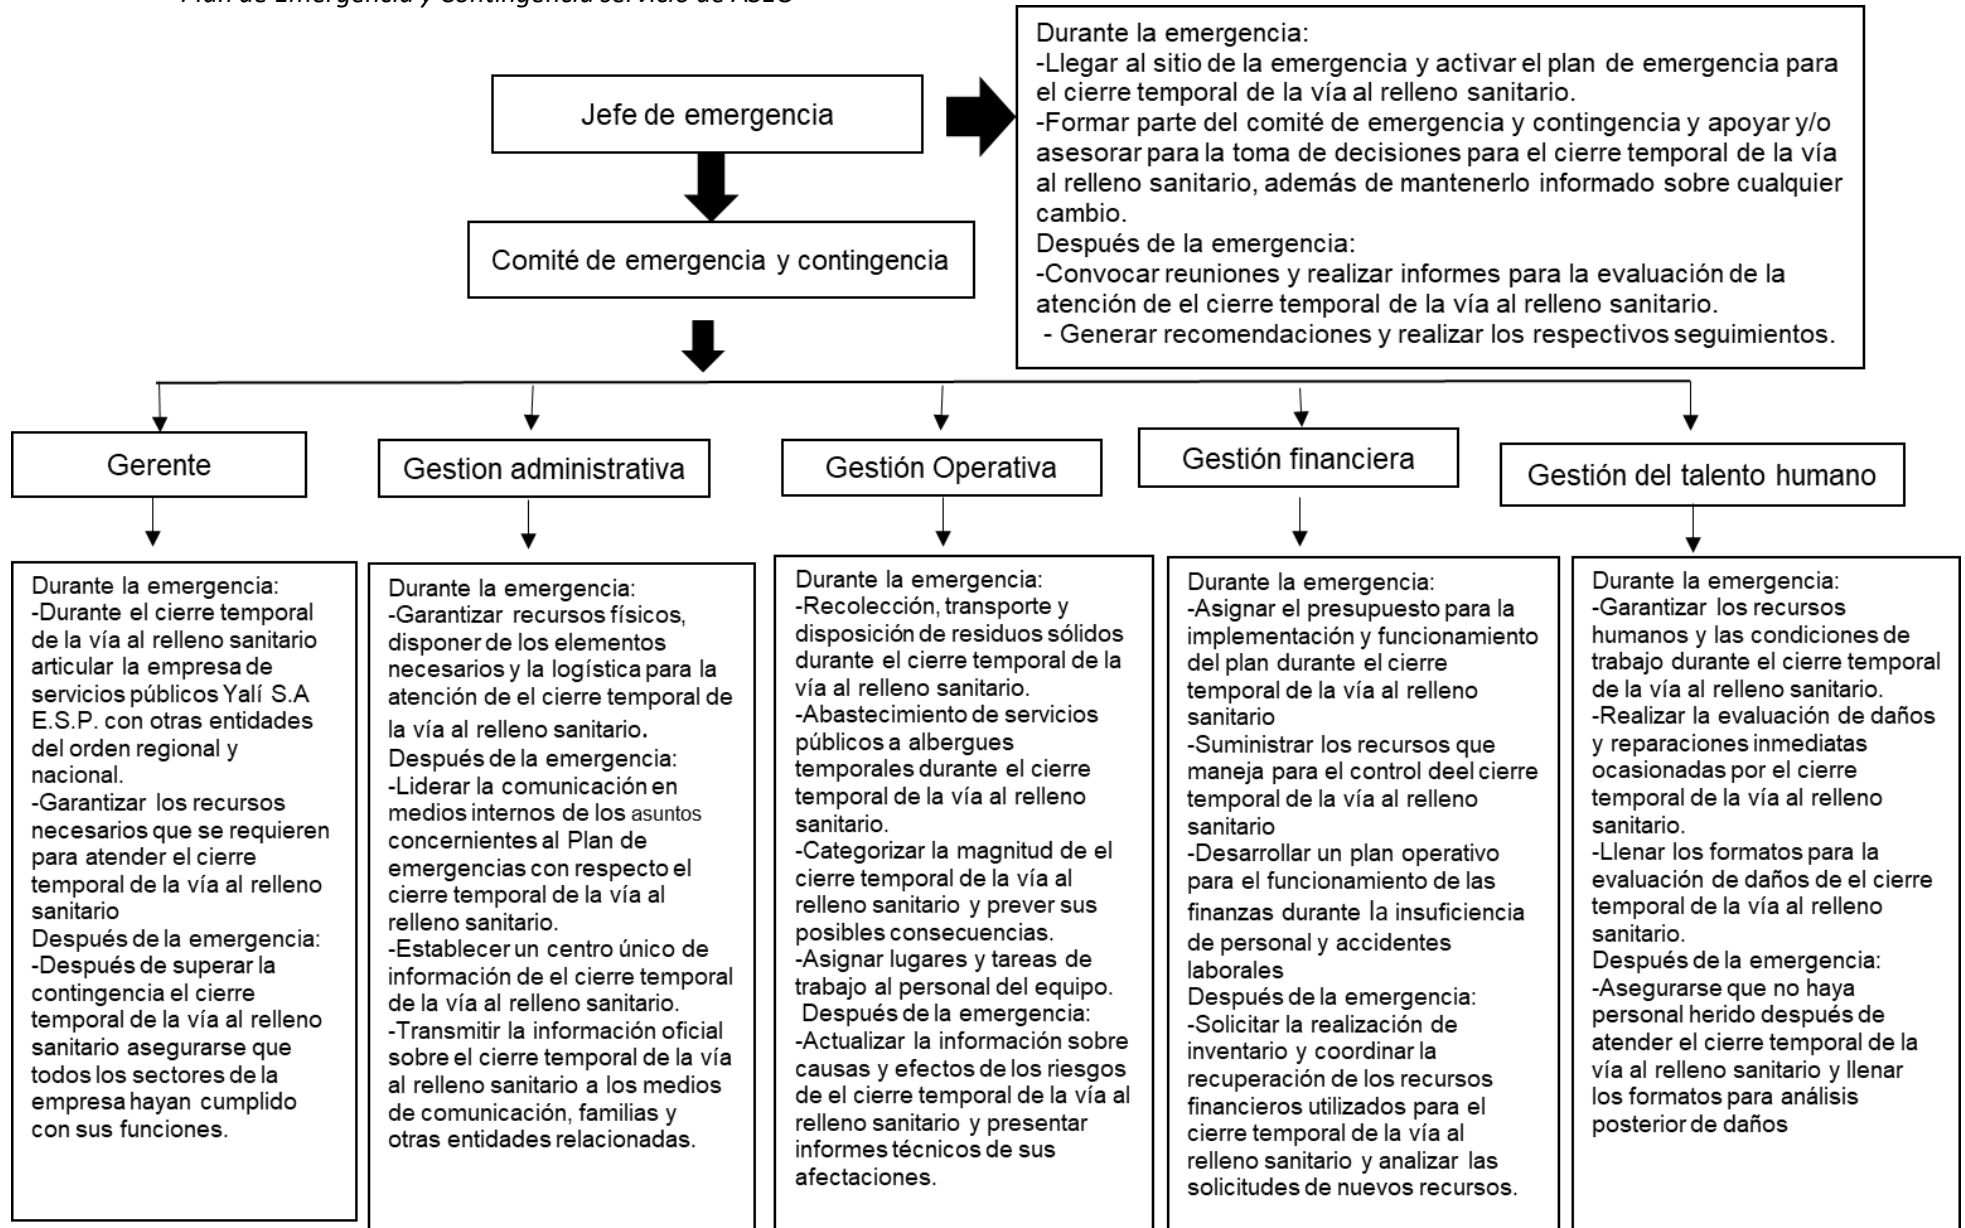 Plan de Emergencia y Contingencia servicio de ASEO
Jefe de emergencia
Durante la emergencia:
-Llegar al sitio de la emergencia y activar el plan de emergencia para
el cierre temporal de la vía al relleno sanitario.
-Formar parte del comité de emergencia y contingencia y apoyar y/o
asesorar para la toma de decisiones para el cierre temporal de la vía
al relleno sanitario, además de mantenerlo informado sobre cualquier
cambio.
Después de la emergencia:
-Convocar reuniones y realizar informes para la evaluación de la
atención de el cierre temporal de la vía al relleno sanitario.
- Generar recomendaciones y realizar los respectivos seguimientos.
Comité de emergencia y contingencia
Gerente
Gestion administrativa
Gestión Operativa
Gestión financiera
Gestión del talento humano
Durante la emergencia:
-Durante el cierre temporal
de la vía al relleno sanitario
articular la empresa de
servicios públicos Yalí S.A
E.S.P. con otras entidades
del orden regional y
nacional.
-Garantizar los recursos
necesarios que se requieren
para atender el cierre
temporal de la vía al relleno
sanitario
Después de la emergencia:
-Después de superar la
contingencia el cierre
temporal de la vía al relleno
sanitario asegurarse que
todos los sectores de la
empresa hayan cumplido
con sus funciones.
Durante la emergencia:
-Garantizar recursos físicos,
disponer de los elementos
necesarios y la logística para la
atención de el cierre temporal de
la vía al relleno sanitario.
Después de la emergencia:
-Liderar la comunicación en
medios internos de los asuntos
concernientes al Plan de
emergencias con respecto el
cierre temporal de la vía al
relleno sanitario.
-Establecer un centro único de
información de el cierre temporal
de la vía al relleno sanitario.
-Transmitir la información oficial
sobre el cierre temporal de la vía
al relleno sanitario a los medios
de comunicación, familias y
otras entidades relacionadas.
Durante la emergencia:
-Recolección, transporte y
disposición de residuos sólidos
durante el cierre temporal de la
vía al relleno sanitario.
-Abastecimiento de servicios
públicos a albergues
temporales durante el cierre
temporal de la vía al relleno
sanitario.
-Categorizar la magnitud de el
cierre temporal de la vía al
relleno sanitario y prever sus
posibles consecuencias.
-Asignar lugares y tareas de
trabajo al personal del equipo.
Después de la emergencia:
-Actualizar la información sobre
causas y efectos de los riesgos
de el cierre temporal de la vía al
relleno sanitario y presentar
informes técnicos de sus
afectaciones.
Durante la emergencia:
-Asignar el presupuesto para la
implementación y funcionamiento
del plan durante el cierre
temporal de la vía al relleno
sanitario
-Suministrar los recursos que
maneja para el control deel cierre
temporal de la vía al relleno
sanitario
-Desarrollar un plan operativo
para el funcionamiento de las
finanzas durante la insuficiencia
de personal y accidentes
laborales
Después de la emergencia:
-Solicitar la realización de
inventario y coordinar la
recuperación de los recursos
financieros utilizados para el
cierre temporal de la vía al
relleno sanitario y analizar las
solicitudes de nuevos recursos.
Durante la emergencia:
-Garantizar los recursos
humanos y las condiciones de
trabajo durante el cierre temporal
de la vía al relleno sanitario.
-Realizar la evaluación de daños
y reparaciones inmediatas
ocasionadas por el cierre
temporal de la vía al relleno
sanitario.
-Llenar los formatos para la
evaluación de daños de el cierre
temporal de la vía al relleno
sanitario.
Después de la emergencia:
-Asegurarse que no haya
personal herido después de
atender el cierre temporal de la
vía al relleno sanitario y llenar
los formatos para análisis
posterior de daños